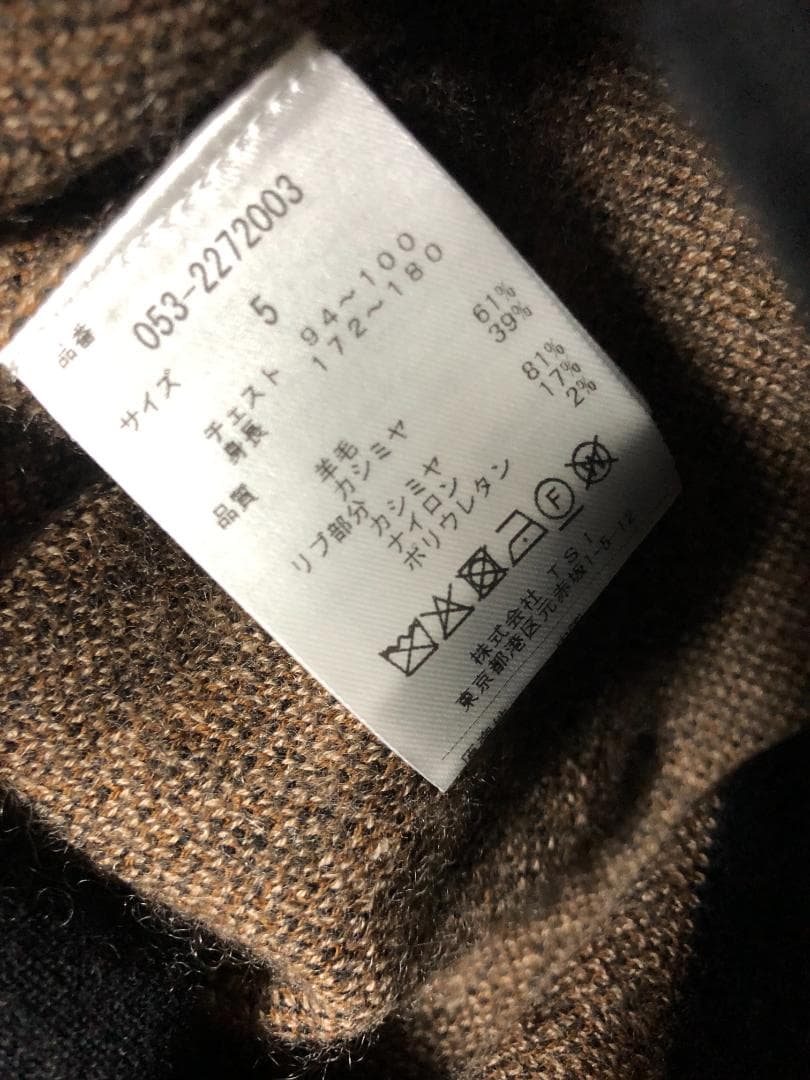 品番 053-2272003
サイズ 5
チェスト 94~100
身長 172~180
品質 羊毛 61%
カシミヤ 39%
リブ部分
カシミヤ 81%
ナイロン 17%
ポリウレタン 2%
F W
株式会社 TSI
東京都港区元赤坂1-5-12